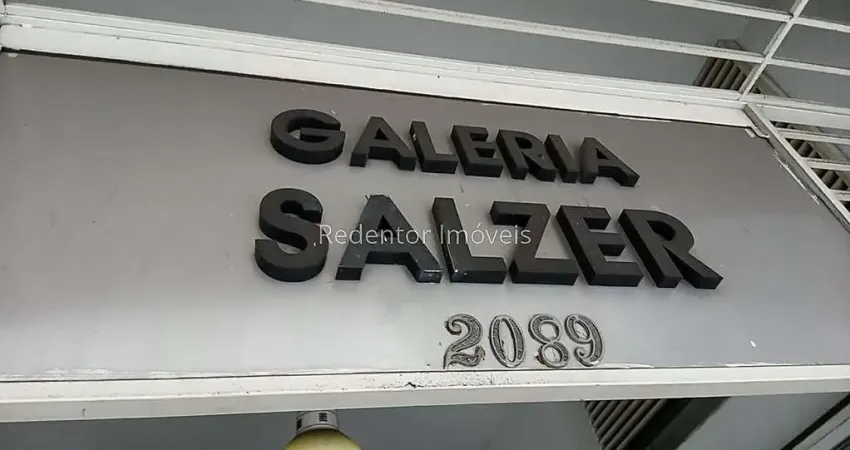 GALERIA
SALZER
Redentor Imóveis
2089